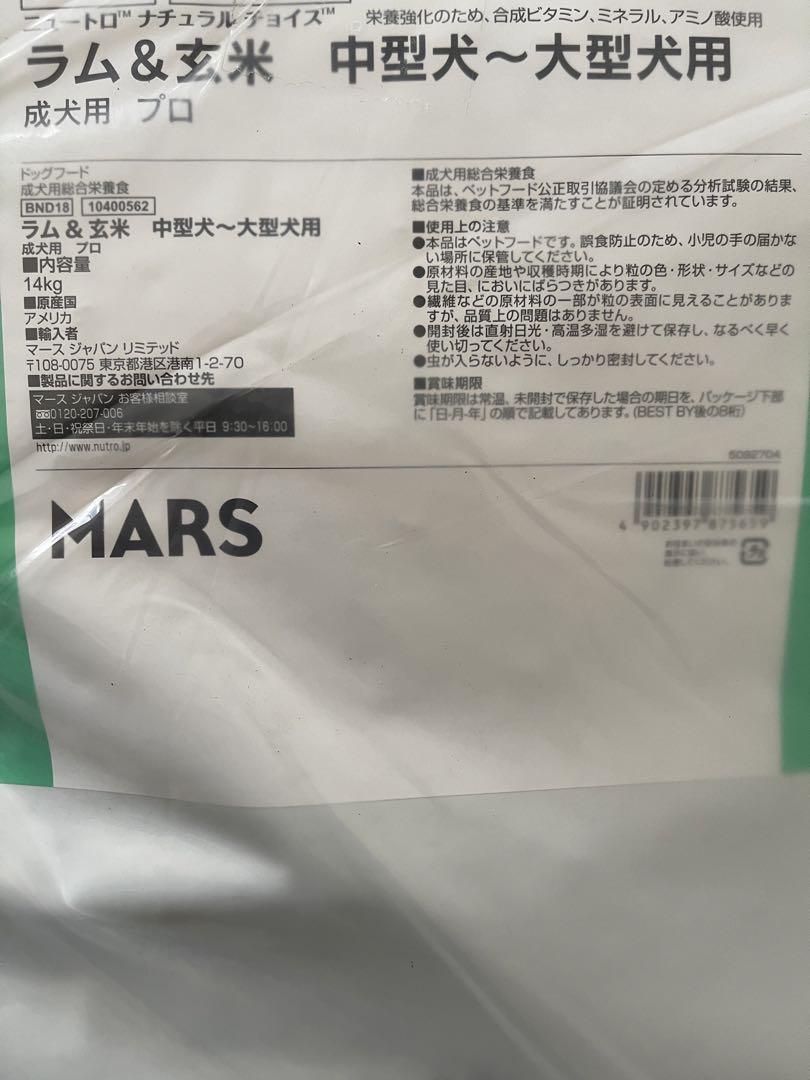 ニュートロ™ ナチュラル チョイス™
栄養強化のため、合成ビタミン、ミネラル、アミノ酸使用
ラム&玄米 中型犬～大型犬用
成犬用 プロ
ドッグフード
成犬用総合栄養食
BND18 10400562
ラム&玄米 中型犬～大型犬用
成犬用 プロ
■内容量
14kg
■原産国
アメリカ
■輸入者
マース ジャパン リミテッド
〒108-0075 東京都港区港南1-2-70
■製品に関するお問い合わせ先
マース ジャパン お客様相談室
0120-207-006
土・日・祝祭日・年末年始を除く平日 9:30～16:00
http://www.nutro.jp
■成犬用総合栄養食
本品は、ペットフード公正取引協議会の定める分析試験の結果、
総合栄養食の基準を満たすことが証明されています。
■使用上の注意
●本品はペットフードです。誤食防止のため、小児の手の届かな
い場所に保管してください。
●原材料の産地や収穫時期により粒の色・形状・サイズなどの
見た目、においにばらつきがあります。
●繊維などの原材料の一部が粒の表面に見えることがありま
すが、品質上の問題はありません。
●開封後は直射日光・高温多湿を避けて保存し、なるべく早く
使い切ってください。
●虫が入らないように、しっかり密封してください。
■賞味期限
賞味期限は常温、未開封で保存した場合の期日を、パッケージ下部
に「日-月-年」の順で記載してあります。(BEST BY後の8桁)
5092704
4 902397 875659
MARS